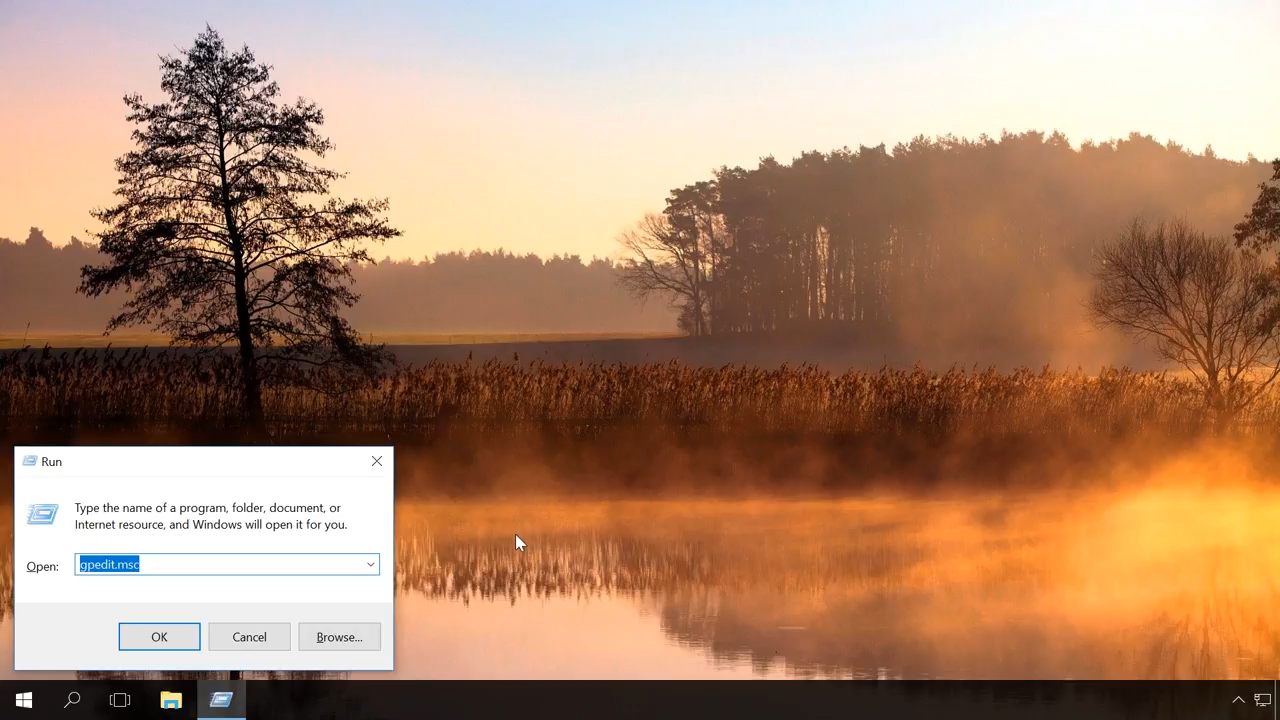 Run
Type the name of a program, folder, document, or
Internet resource, and Windows will open it for you.
Open:
gpedit.msc
OK
Cancel
Browse...